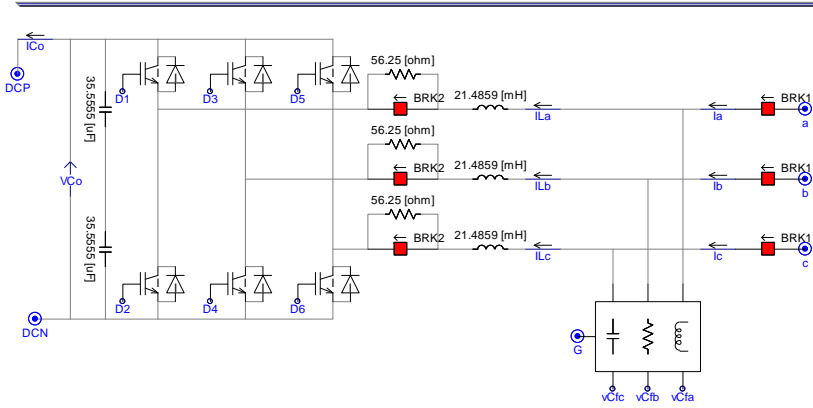 ICo
DCP
35.5555 [uF]
D1
D3
D5
56.25 [ohm]
BRK2
21.4859 [mH]
ILa
Ia
BRK1
a
56.25 [ohm]
BRK2
21.4859 [mH]
ILb
Ib
BRK1
b
VCo
56.25 [ohm]
BRK2
21.4859 [mH]
ILc
Ic
BRK1
c
35.5555 [uF]
D2
D4
D6
DCN
G
vCfc
vCfb
vCfa